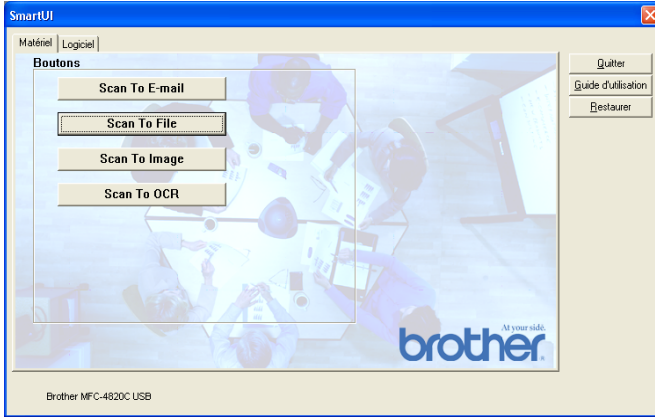 SmartUI
Matériel Logiciel
Boutons
Scan To E-mail
Scan To File
Scan To Image
Scan To OCR
Quitter
Guide d'utilisation
Restaurer
At your side.
brother.
Brother MFC-4820C USB